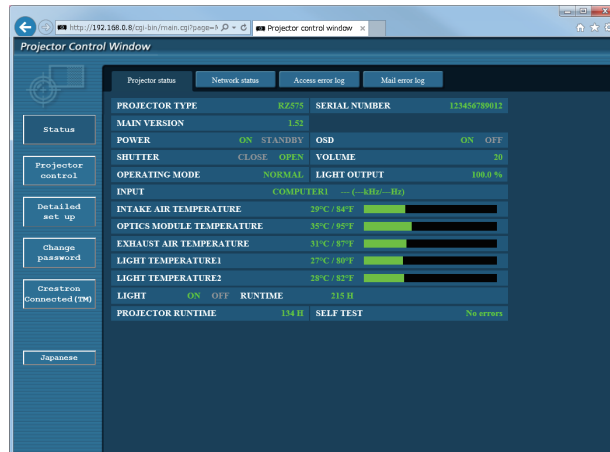 http://192.168.0.8/cgi-bin/main.cgi?page=
Projector control window
Projector Control Window
Projector status
Network status
Access error log
Mail error log
Status
Projector
control
Detailed
set up
Change
password
Crestron
Connected(TM)
Japanese
PROJECTOR TYPE RZ575 SERIAL NUMBER 123456789012
MAIN VERSION 1.52
POWER ON STANDBY OSD ON OFF
SHUTTER CLOSE OPEN VOLUME 20
OPERATING MODE NORMAL LIGHT OUTPUT 100.0 %
INPUT COMPUTER1 --- (---kHz/---Hz)
INTAKE AIR TEMPERATURE 29°C / 84°F
OPTICS MODULE TEMPERATURE 35°C / 95°F
EXHAUST AIR TEMPERATURE 31°C / 87°F
LIGHT TEMPERATURE1 27°C / 80°F
LIGHT TEMPERATURE2 28°C / 82°F
LIGHT ON OFF RUNTIME 215 H
PROJECTOR RUNTIME 134 H SELF TEST No errors